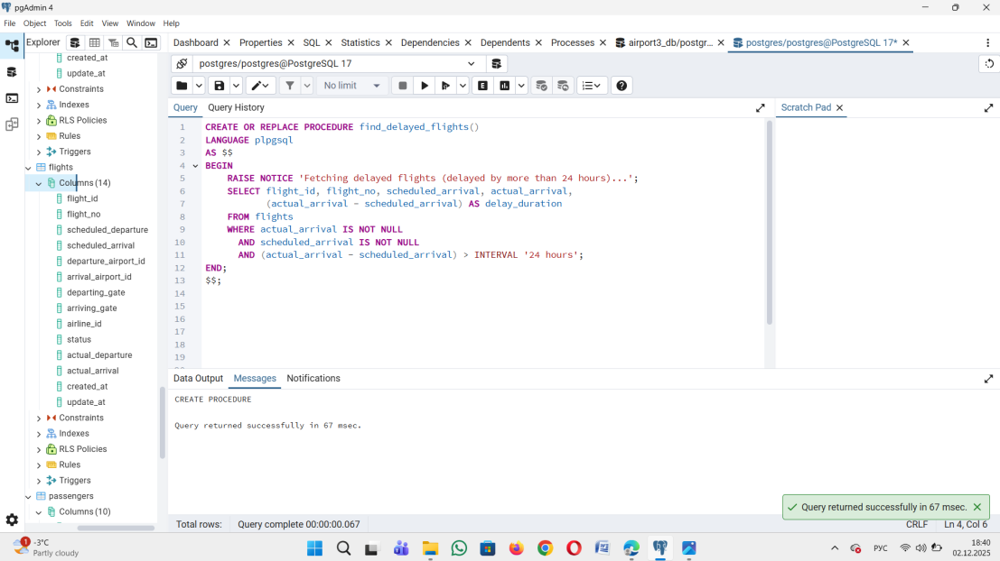 pgAdmin 4
File Object Tools Edit View Window Help
Explorer
Dashboard Properties SQL Statistics Dependencies Dependents Processes airport3_db/postgr... postgres/postgres@PostgreSQL 17*
postgres/postgres@PostgreSQL 17
No limit
E
Query Query History
Scratch Pad
created_at
update_at
Constraints
Indexes
RLS Policies
Rules
Triggers
flights
Columns (14)
flight_id
flight_no
scheduled_departure
scheduled_arrival
departure_airport_id
arrival_airport_id
departing_gate
arriving_gate
airline_id
status
actual_departure
actual_arrival
created_at
update_at
Constraints
Indexes
RLS Policies
Rules
Triggers
passengers
Columns (10)
1 CREATE OR REPLACE PROCEDURE find_delayed_flights()
2 LANGUAGE plpgsql
3 AS $$
4 BEGIN
5 RAISE NOTICE 'Fetching delayed flights (delayed by more than 24 hours)...';
6 SELECT flight_id, flight_no, scheduled_arrival, actual_arrival,
7 (actual_arrival - scheduled_arrival) AS delay_duration
8 FROM flights
9 WHERE actual_arrival IS NOT NULL
10 AND scheduled_arrival IS NOT NULL
11 AND (actual_arrival - scheduled_arrival) > INTERVAL '24 hours';
12 END;
13 $$;
14
15
16
17
18
19
Data Output Messages Notifications
CREATE PROCEDURE
Query returned successfully in 67 msec.
Query returned successfully in 67 msec.
Total rows: Query complete 00:00:00.067
CRLF Ln 4, Col 6
1
-3°C
Partly cloudy
РУС
18:40
02.12.2025